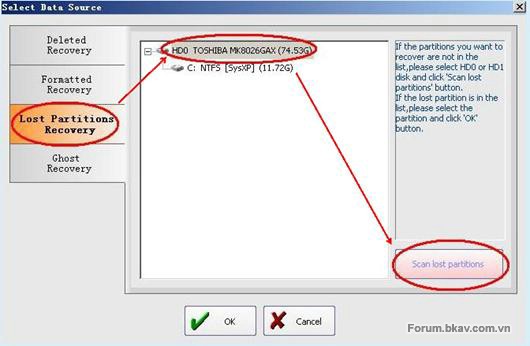 Select Data Source
Deleted
Recovery
Formatted
Recovery
Lost Partitions
Recovery
Ghost
Recovery
HD0 TOSHIBA MK8026GAX (74.53G)
C: NTFS [SysXP] (11.72G)
If the partitions you want to
recover are not in the
list,please select HD0 or HD1
disk and click 'Scan lost
partitions' button.
If the lost partition is in the
list,please select the
partition and click 'OK'
button.
Scan lost partitions
OK
Cancel
Forum.bkav.com.vn